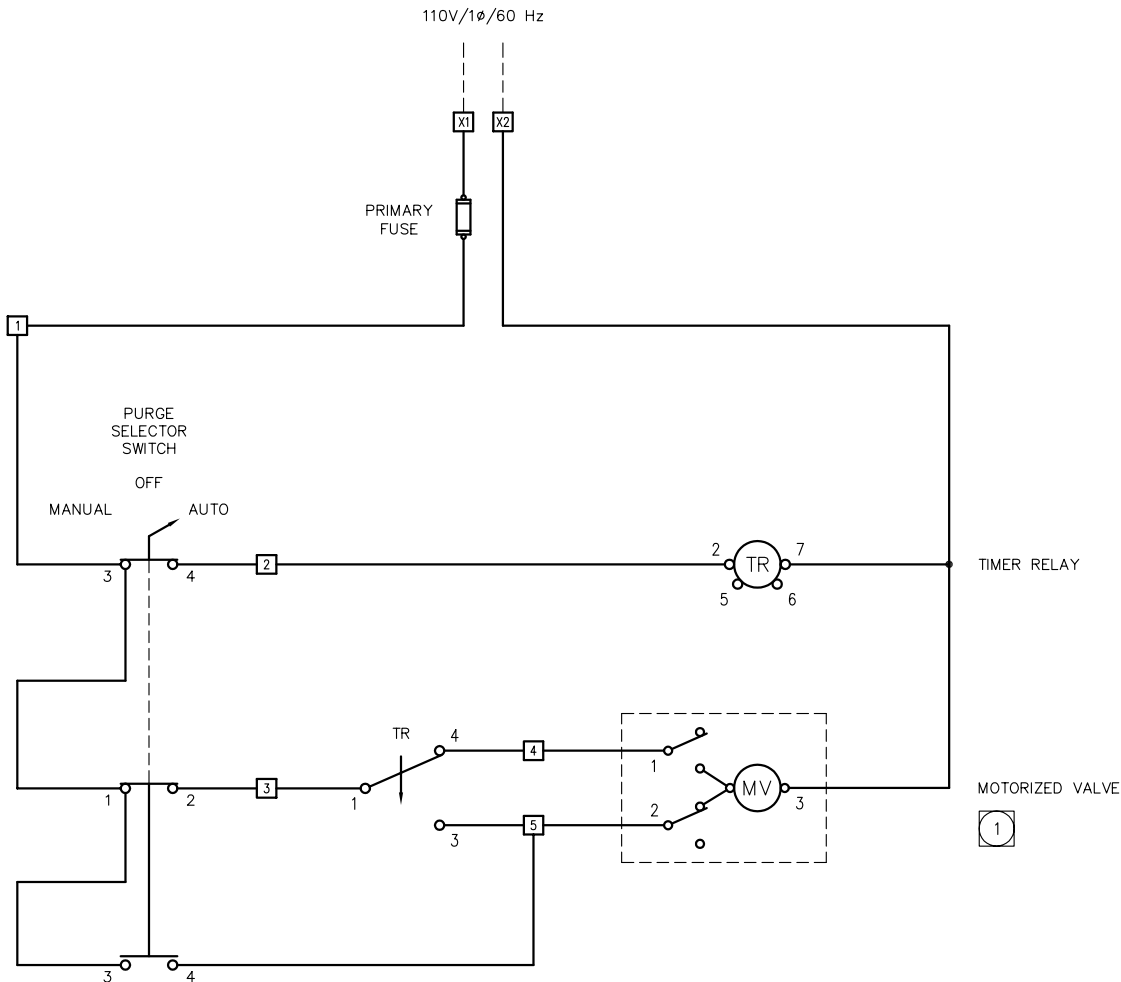 110V/1ø/60 Hz
X1
X2
PRIMARY
FUSE
1
PURGE
SELECTOR
SWITCH
OFF
MANUAL
AUTO
3
4
2
2
TR
7
5
6
TIMER RELAY
TR
4
4
1
1
2
3
1
3
5
2
MV
3
MOTORIZED VALVE
1
3
4